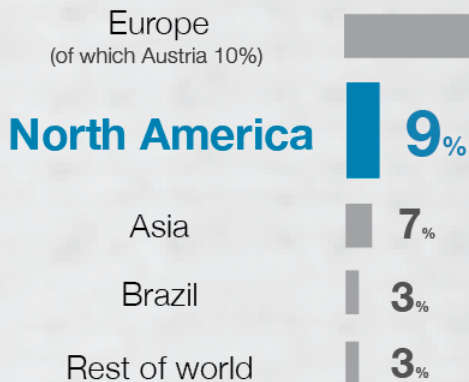 Europe
(of which Austria 10%)
North America 9%
Asia 7%
Brazil 3%
Rest of world 3%